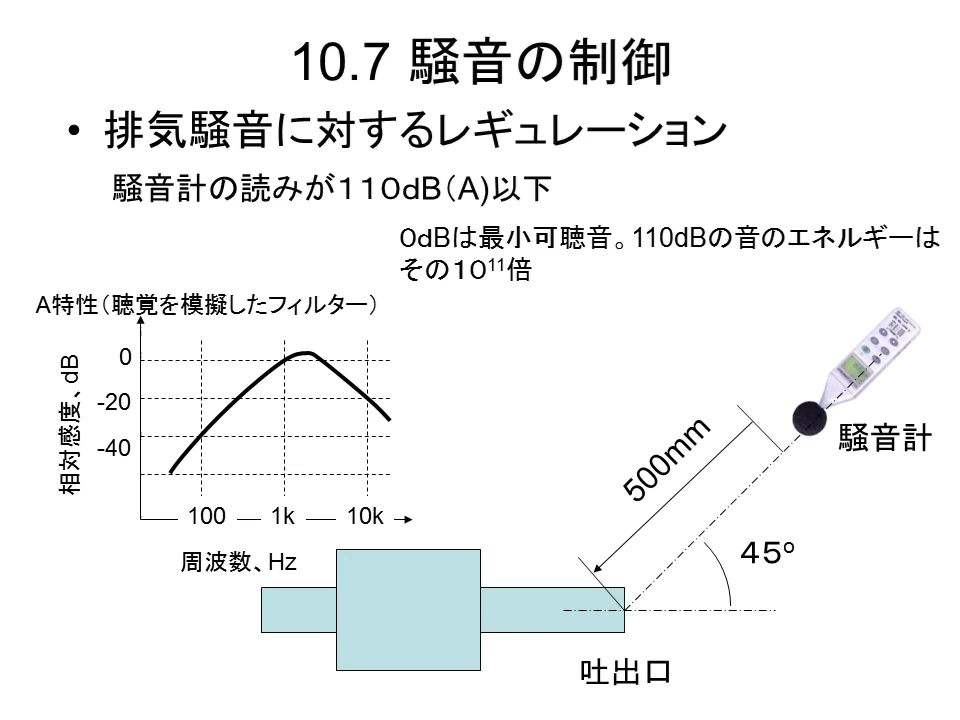 10.7 騒音の制御
• 排気騒音に対するレギュレーション
騒音計の読みが１１０ｄＢ（Ａ)以下
０ｄＢは最小可聴音。110dBの音のエネルギーは
その１０¹¹倍
A特性（聴覚を模擬したフィルター）
相対感度、dB
0
-20
-40
100
1k
10k
周波数、Hz
500mm
騒音計
４５º
吐出口